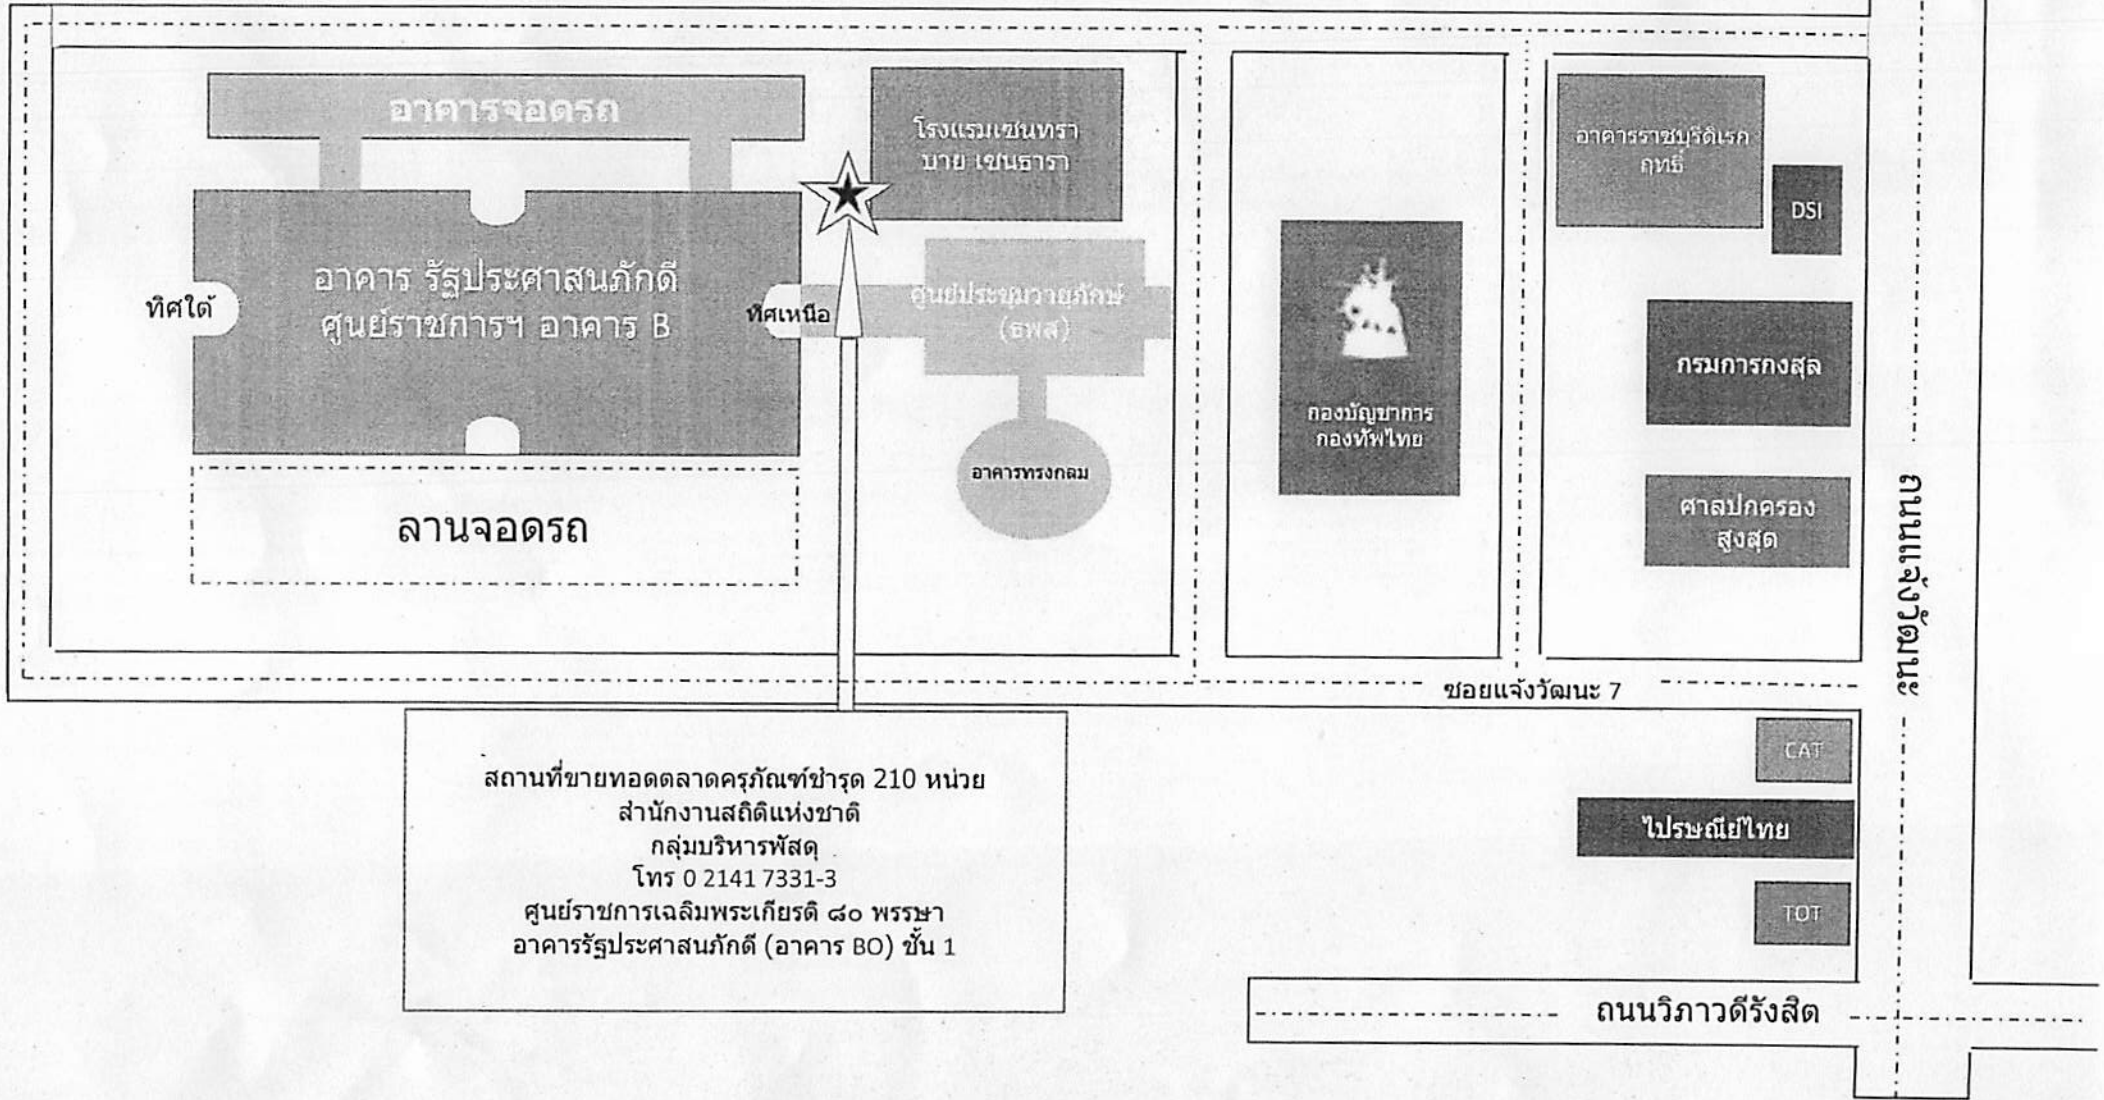 อาคารจอดรถ
โรงแรมเซนทรา
บาย เซนธารา
อาคารราชบุรีดิเรก
ฤทธิ์
DSI
อาคาร รัฐประศาสนภักดี
ศูนย์ราชการฯ อาคาร B
ทิศใต้
ทิศเหนือ
ศูนย์ประชุมวายุภักษ์
(ธพส)
กรมการกงสุล
กองบัญชาการ
กองทัพไทย
อาคารทรงกลม
ศาลปกครอง
สูงสุด
ลานจอดรถ
ถนนแจ้งวัฒนะ
ซอยแจ้งวัฒนะ 7
CAT
ไปรษณีย์ไทย
TOT
สถานที่ขายทอดตลาดครุภัณฑ์ชำรุด 210 หน่วย
สำนักงานสถิติแห่งชาติ
กลุ่มบริหารพัสดุ
โทร 0 2141 7331-3
ศูนย์ราชการเฉลิมพระเกียรติ ๘๐ พรรษา
อาคารรัฐประศาสนภักดี (อาคาร BO) ชั้น 1
ถนนวิภาวดีรังสิต